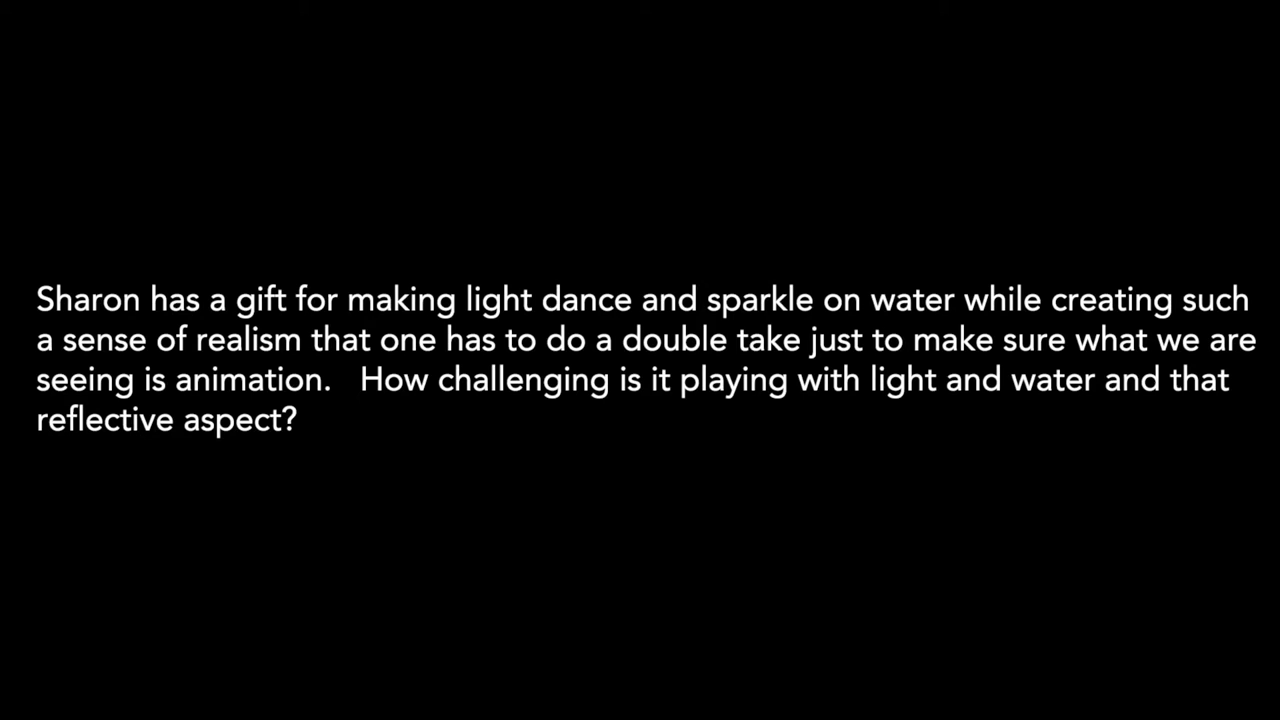 Sharon has a gift for making light dance and sparkle on water while creating such
a sense of realism that one has to do a double take just to make sure what we are
seeing is animation.   How challenging is it playing with light and water and that
reflective aspect?